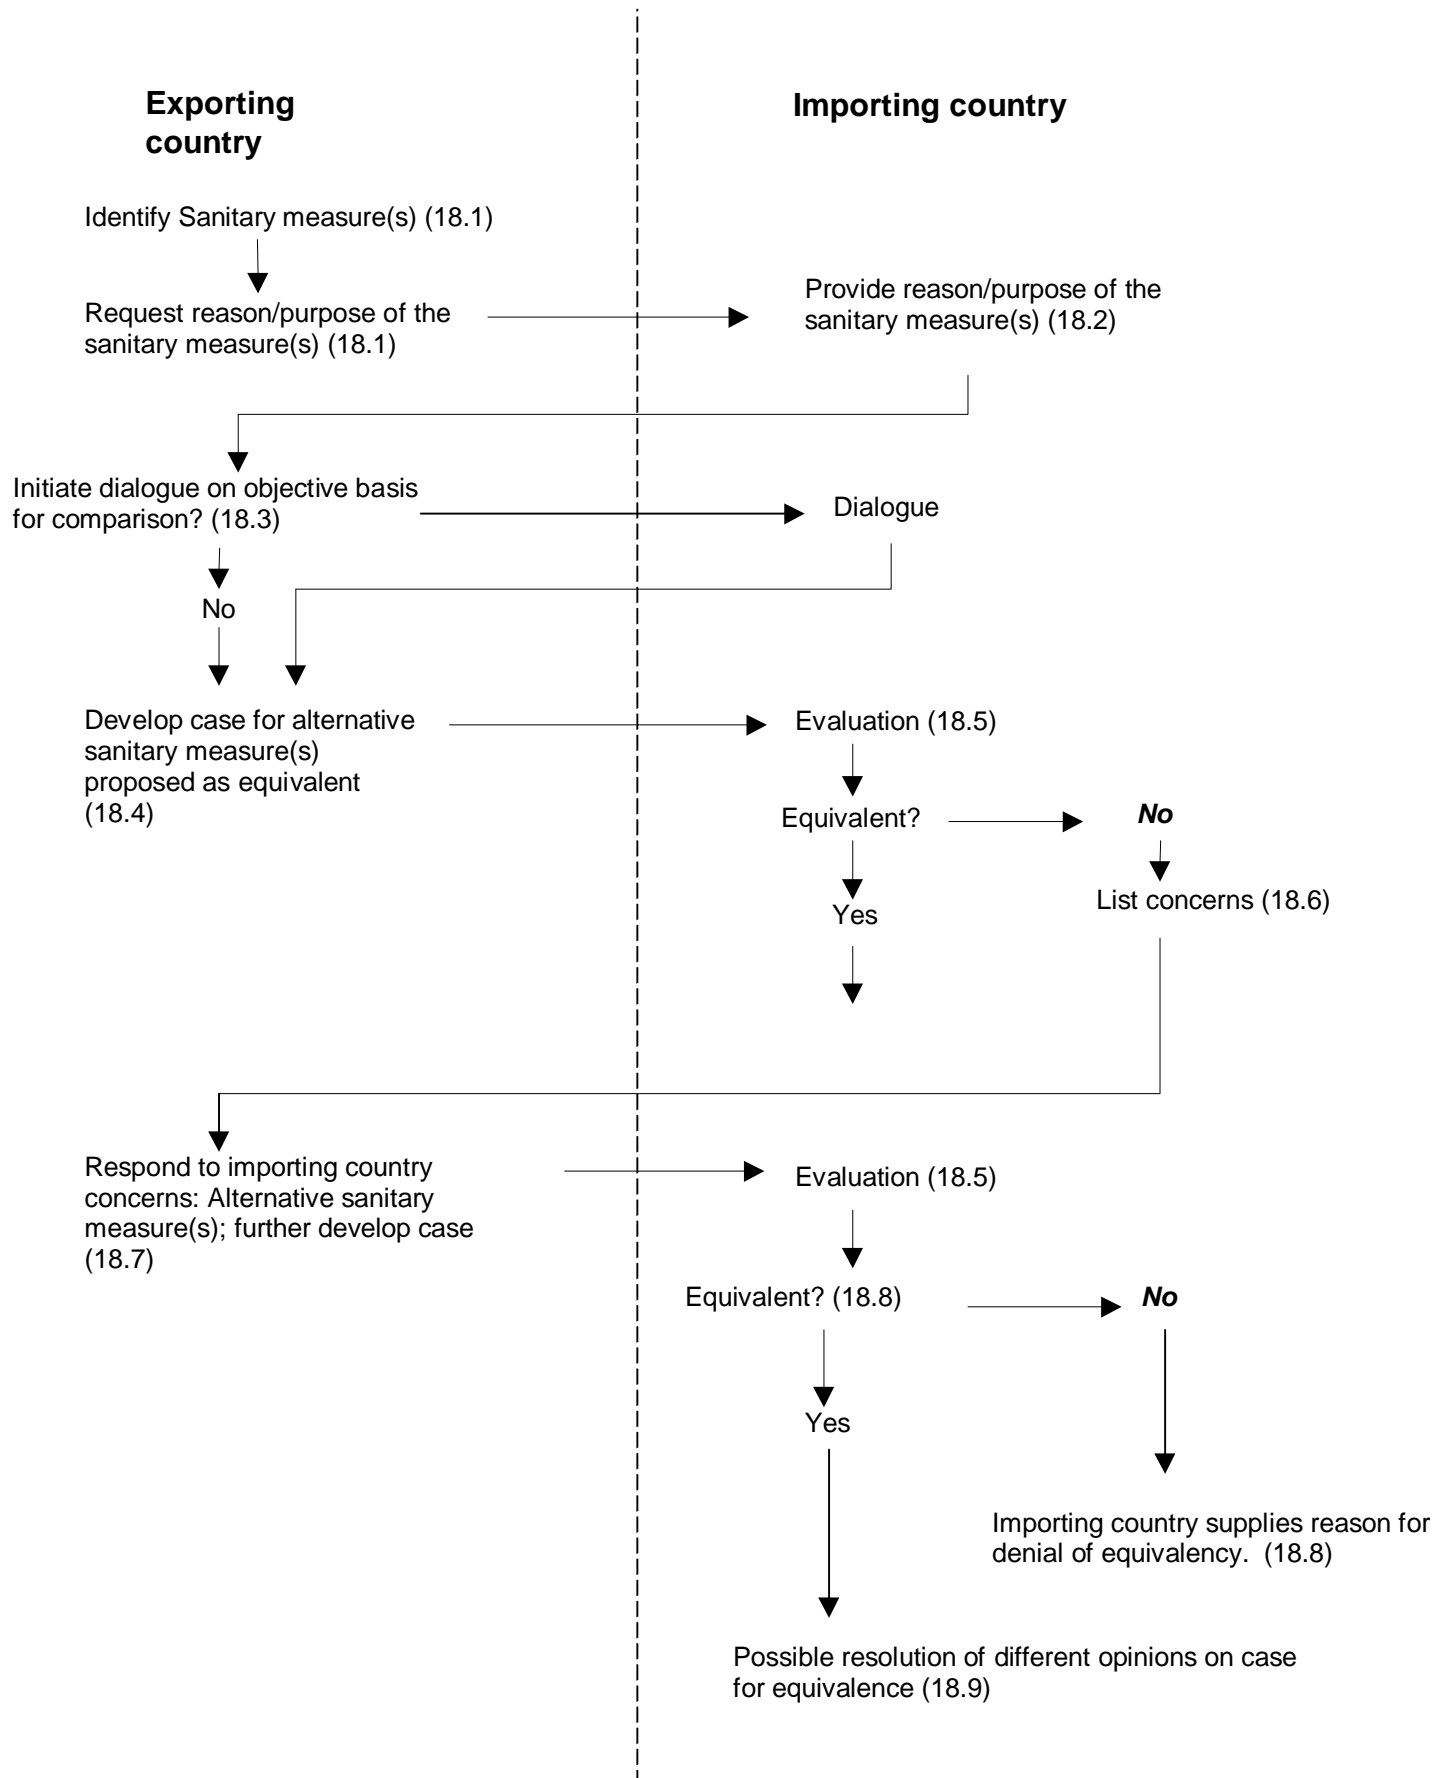 Exporting
country
Importing country
Identify Sanitary measure(s) (18.1)
Request reason/purpose of the
sanitary measure(s) (18.1)
Provide reason/purpose of the
sanitary measure(s) (18.2)
Initiate dialogue on objective basis
for comparison? (18.3)
Dialogue
No
Develop case for alternative
sanitary measure(s)
proposed as equivalent
(18.4)
Evaluation (18.5)
Equivalent?
No
Yes
List concerns (18.6)
Respond to importing country
concerns: Alternative sanitary
measure(s); further develop case
(18.7)
Evaluation (18.5)
Equivalent? (18.8)
No
Yes
Importing country supplies reason for
denial of equivalency. (18.8)
Possible resolution of different opinions on case
for equivalence (18.9)